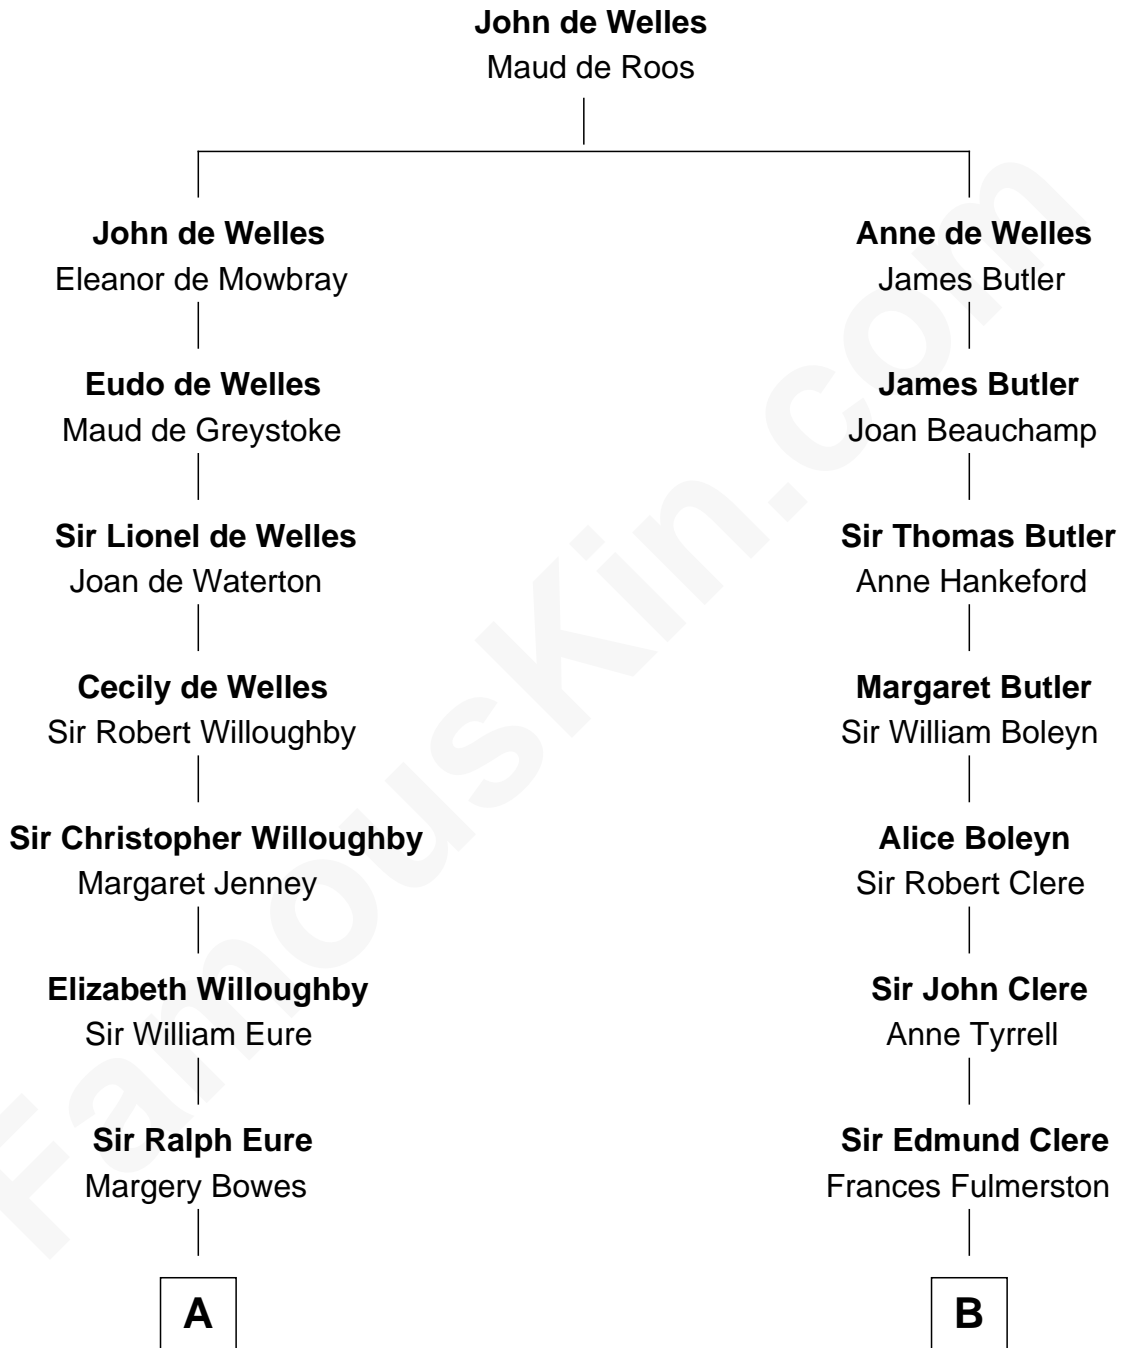 John de Welles
Maud de Roos
John de Welles
Eleanor de Mowbray
Anne de Welles
James Butler
Eudo de Welles
Maud de Greystoke
James Butler
Joan Beauchamp
Sir Lionel de Welles
Joan de Waterton
Sir Thomas Butler
Anne Hankeford
Cecily de Welles
Sir Robert Willoughby
Margaret Butler
Sir William Boleyn
Sir Christopher Willoughby
Margaret Jenney
Alice Boleyn
Sir Robert Clere
Elizabeth Willoughby
Sir William Eure
Sir John Clere
Anne Tyrrell
Sir Ralph Eure
Margery Bowes
Sir Edmund Clere
Frances Fulmerston
A
B
FamousKin.com